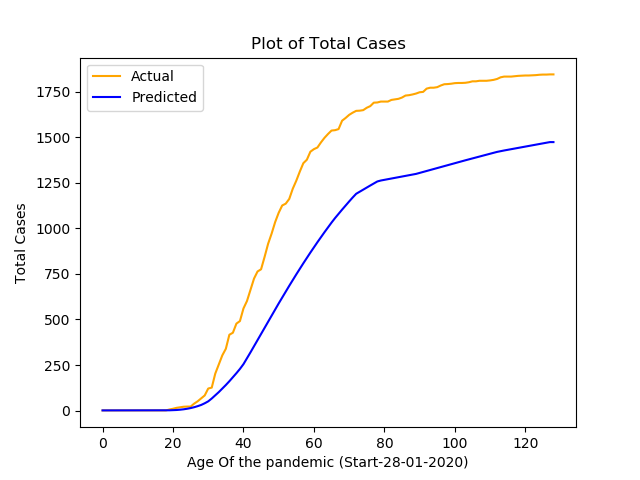 Plot of Total Cases
Actual
Predicted
1750
1500
1250
1000
750
500
250
0
Total Cases
0 20 40 60 80 100 120
Age Of the pandemic (Start-28-01-2020)